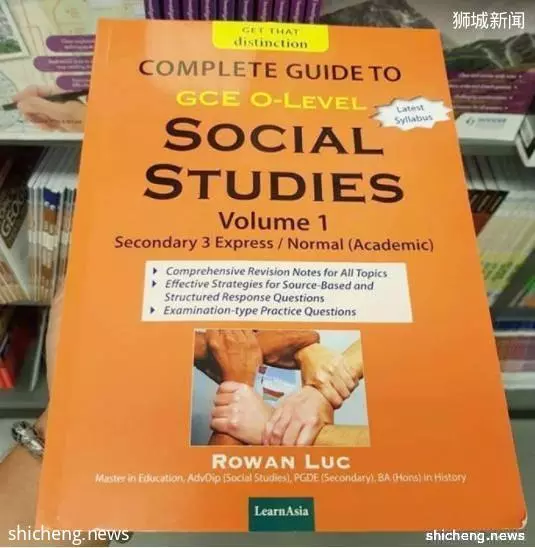 狮城新闻
GET THAT
distinction
COMPLETE GUIDE TO
GCE O-LEVEL
Latest
Syllabus
SOCIAL
STUDIES
Volume 1
Secondary 3 Express / Normal (Academic)
Comprehensive Revision Notes for All Topics
Effective Strategies for Source-Based and
Structured Response Questions
Examination-type Practice Questions
ROWAN LUC
Master in Education, AdvDip (Social Studies), PGDE (Secondary), BA (Hons) in History
LearnAsia
shicheng.news
shicheng.news